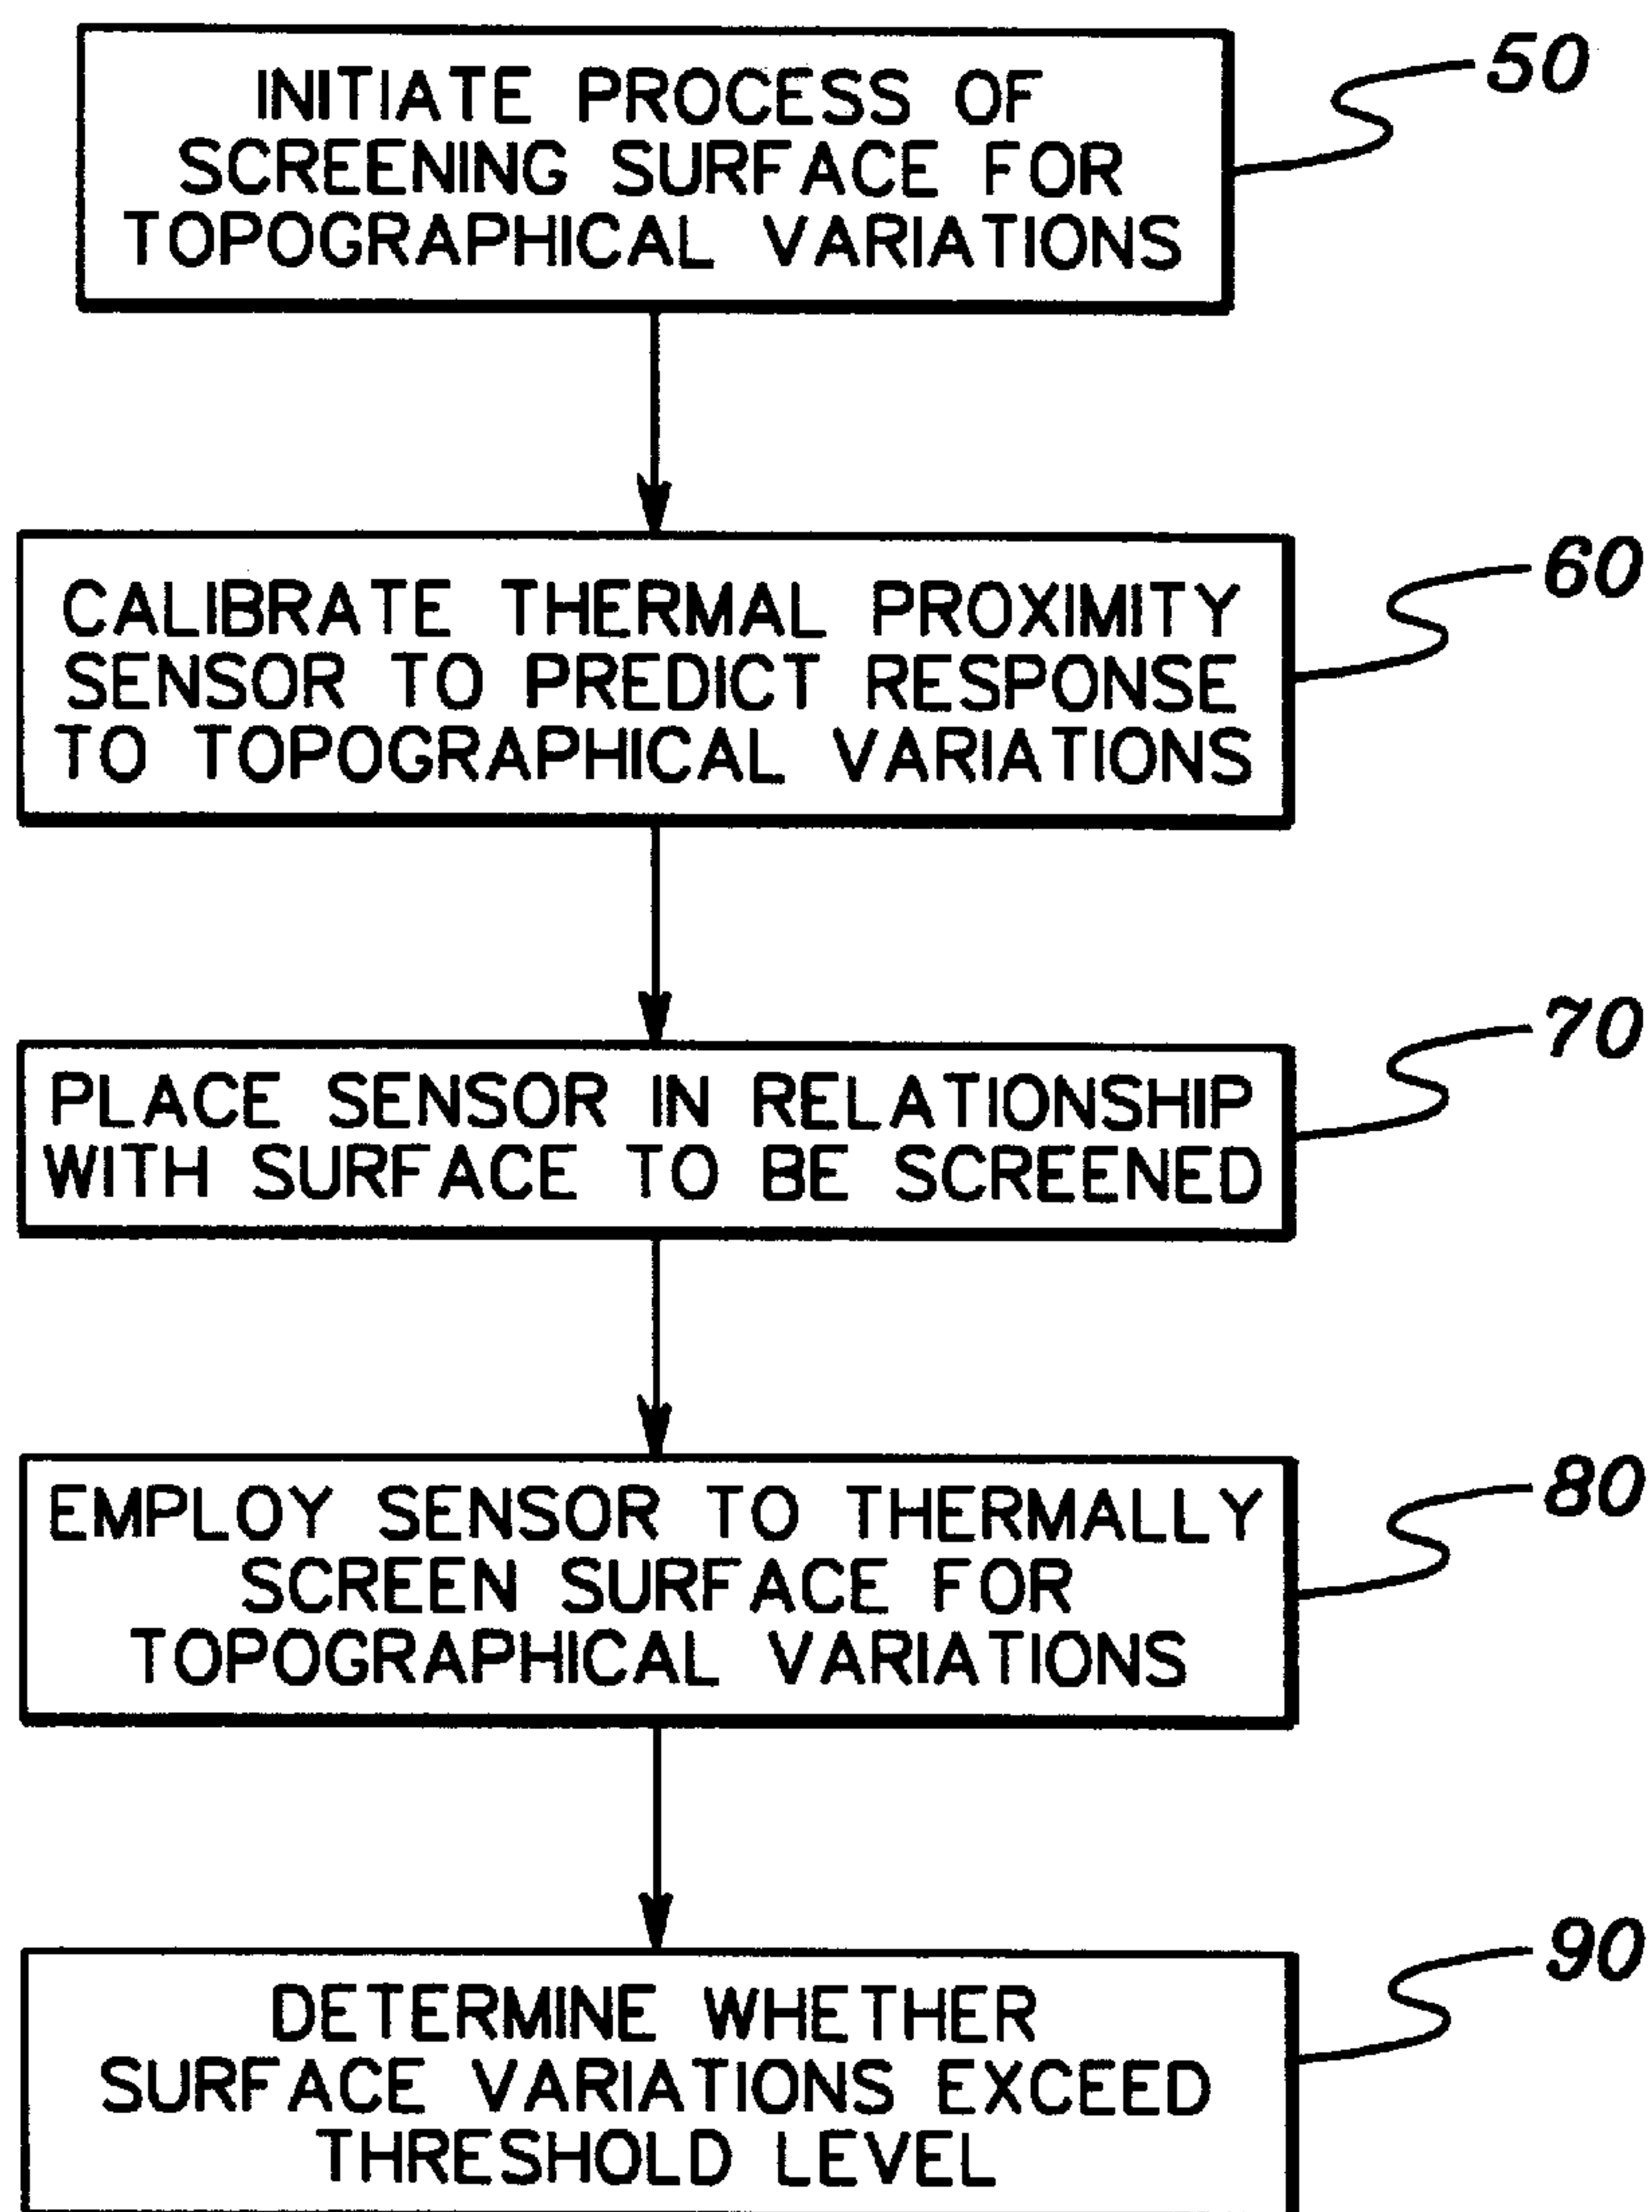 INITIATE PROCESS OF
SCREENING SURFACE FOR
TOPOGRAPHICAL VARIATIONS
50
CALIBRATE THERMAL PROXIMITY
SENSOR TO PREDICT RESPONSE
TO TOPOGRAPHICAL VARIATIONS
60
PLACE SENSOR IN RELATIONSHIP
WITH SURFACE TO BE SCREENED
70
EMPLOY SENSOR TO THERMALLY
SCREEN SURFACE FOR
TOPOGRAPHICAL VARIATIONS
80
DETERMINE WHETHER
SURFACE VARIATIONS EXCEED
THRESHOLD LEVEL
90